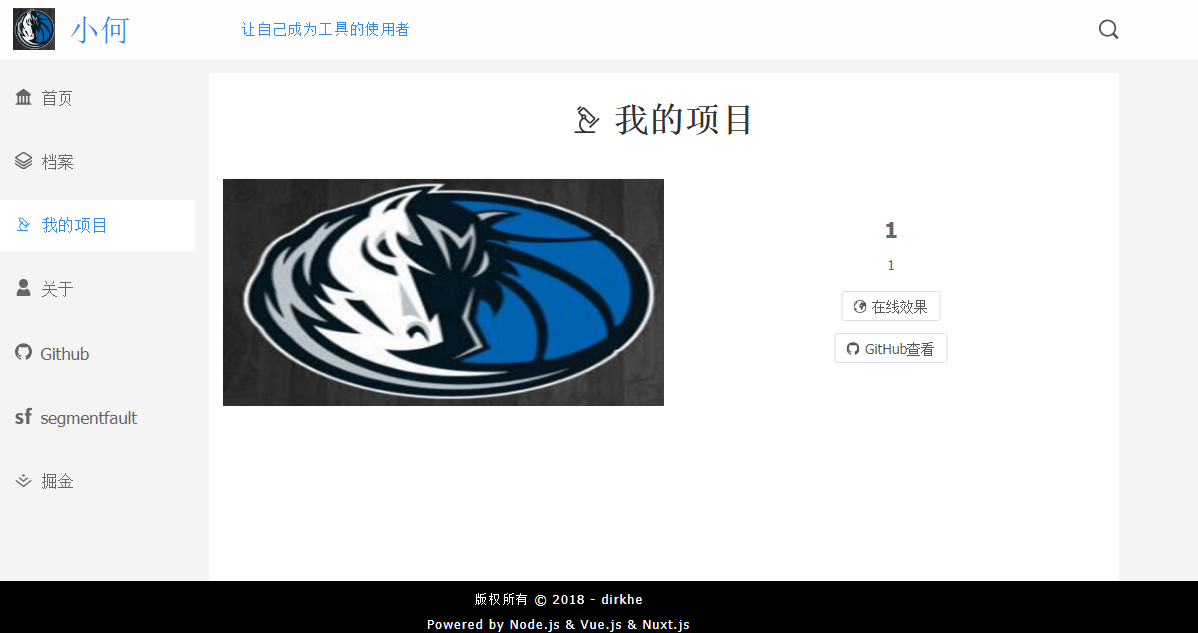 小何
让自己成为工具的使用者
首页
档案
我的项目
关于
Github
sf segmentfault
掘金
我的项目
1
1
在线效果
GitHub查看
版权所有 © 2018 - dirkhe
Powered by Node.js & Vue.js & Nuxt.js